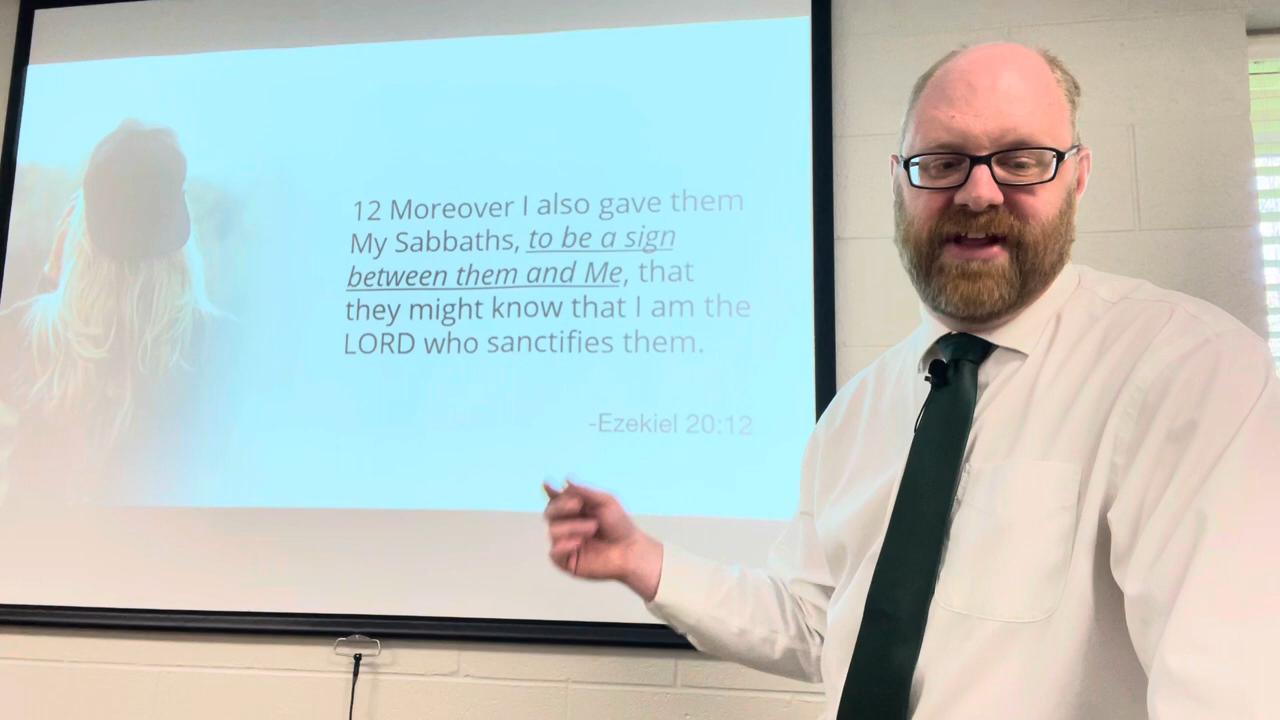 12 Moreover I also gave them
My Sabbaths, to be a sign
between them and Me, that
they might know that I am the
LORD who sanctifies them.
-Ezekiel 20:12